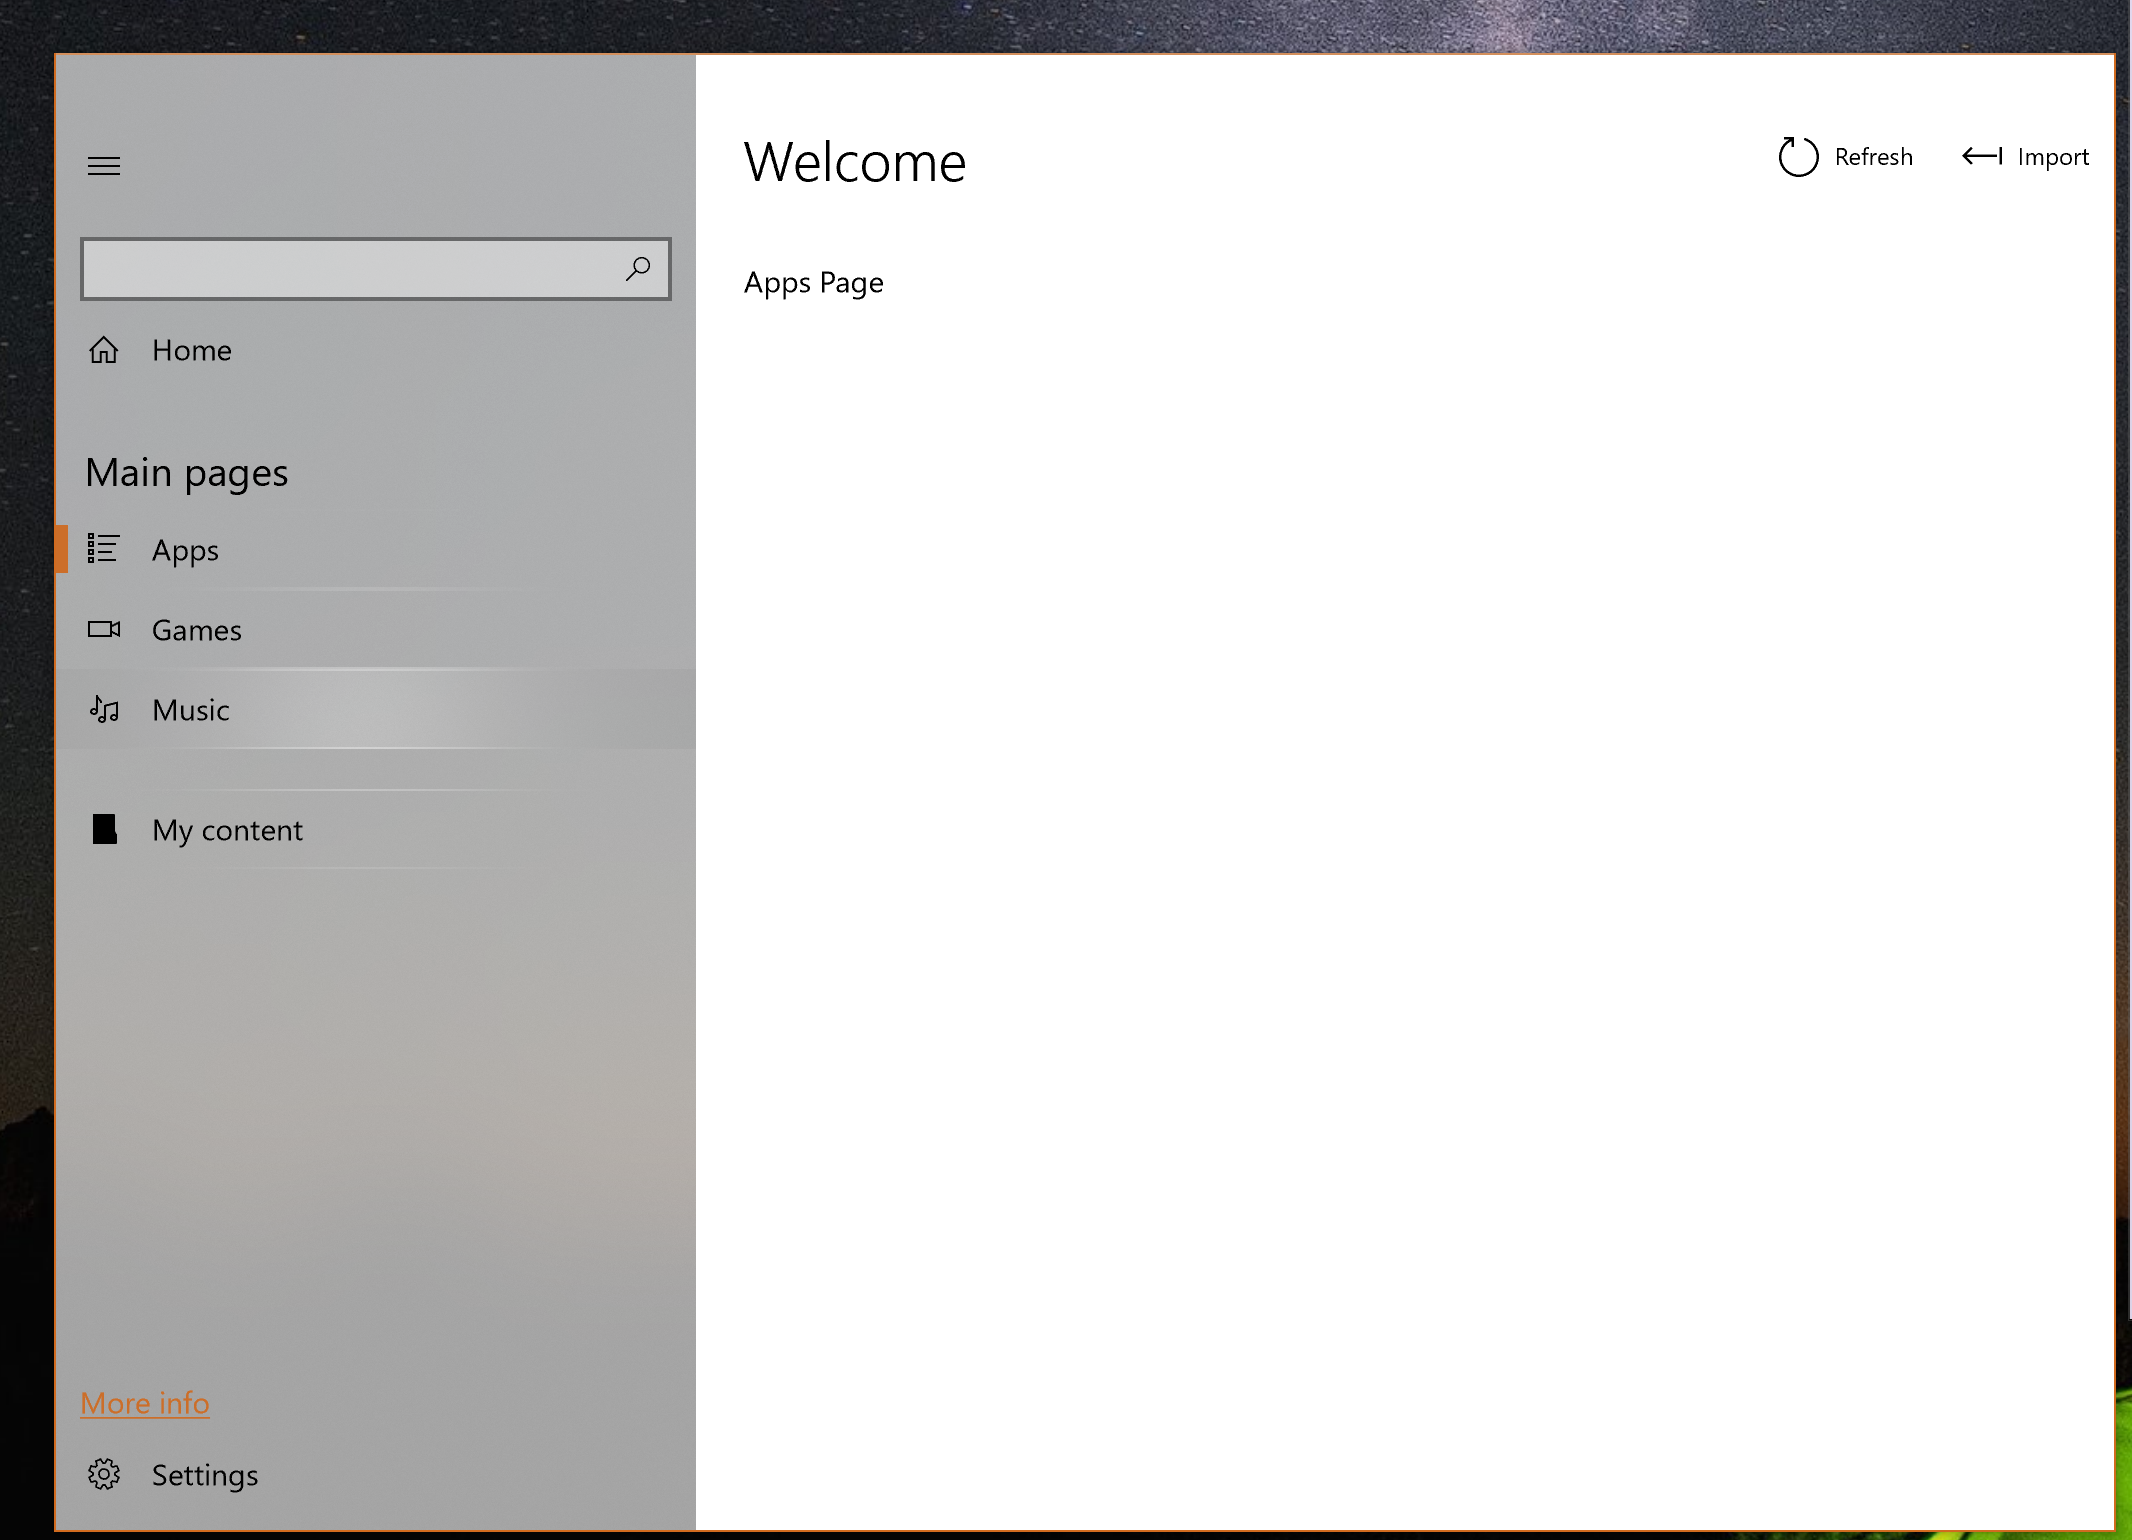 Welcome
Refresh
Import
Apps Page
Home
Main pages
Apps
Games
Music
My content
More info
Settings